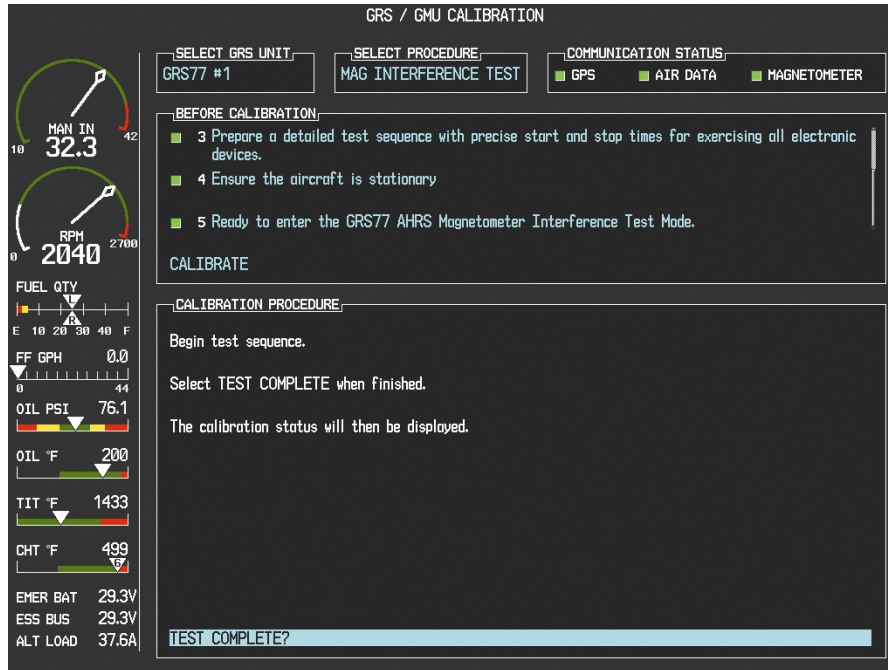 GRS / GMU CALIBRATION
SELECT GRS UNIT
GRS77 #1
SELECT PROCEDURE
MAG INTERFERENCE TEST
COMMUNICATION STATUS
GPS
AIR DATA
MAGNETOMETER
BEFORE CALIBRATION
3 Prepare a detailed test sequence with precise start and stop times for exercising all electronic
devices.
4 Ensure the aircraft is stationary
5 Ready to enter the GRS77 AHRS Magnetometer Interference Test Mode.
CALIBRATE
CALIBRATION PROCEDURE
Begin test sequence.
Select TEST COMPLETE when finished.
The calibration status will then be displayed.
TEST COMPLETE?
MAN IN
10 32.3 42
RPM
0 2040 2700
FUEL QTY
L
R
E 10 20 30 40 F
FF GPH 0.0
0 44
OIL PSI 76.1
OIL °F 200
TIT °F 1433
CHT °F 499
6
EMER BAT 29.3V
ESS BUS 29.3V
ALT LOAD 37.6A